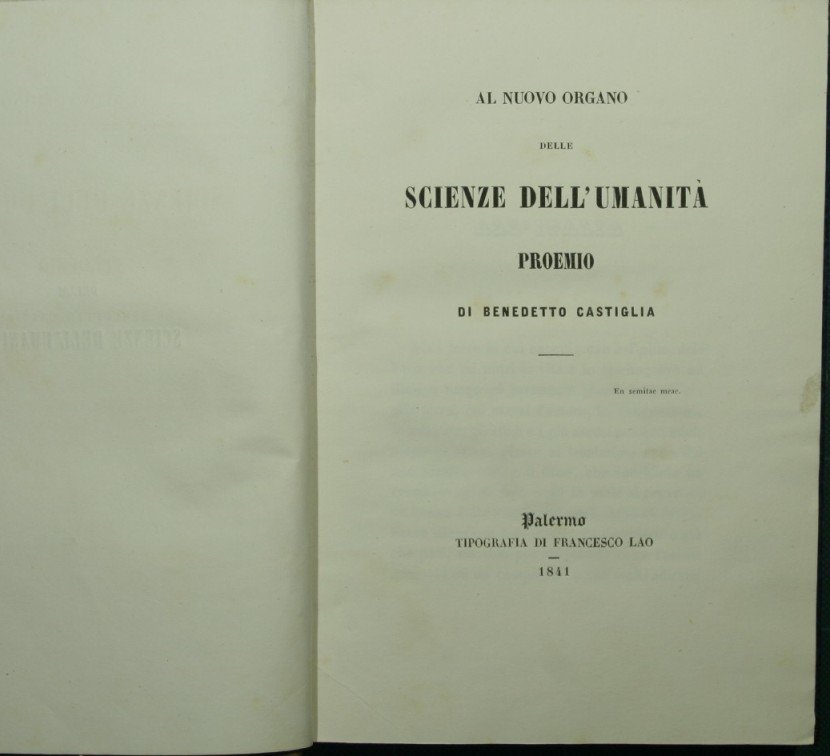 AL NUOVO ORGANO
DELLE
SCIENZE DELL'UMANITÀ
PROEMIO
DI BENEDETTO CASTIGLIA
En semitae meae.
Palermo
TIPOGRAFIA DI FRANCESCO LAO
1841